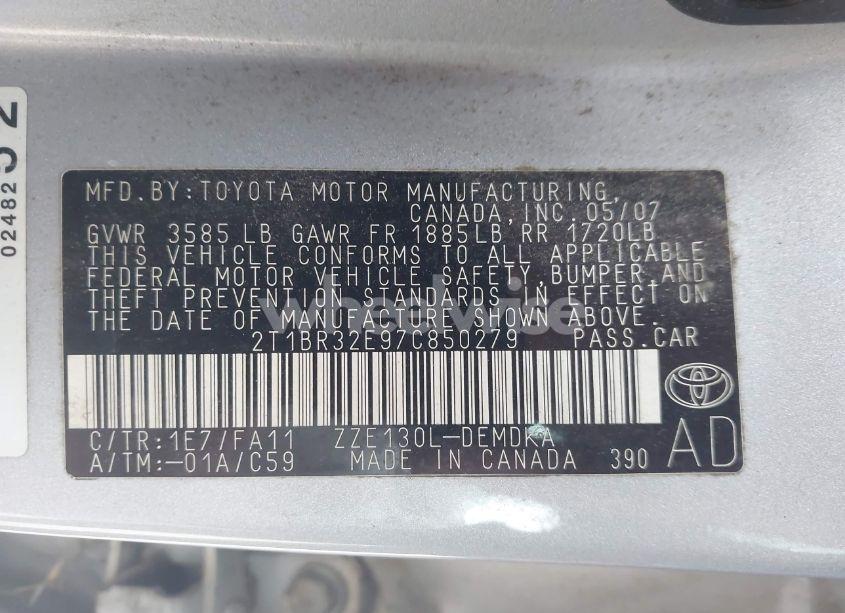 MFD.BY:TOYOTA MOTOR MANUFACTURING,
CANADA,INC. 05/07
GVWR 3585 LB GAWR FR 1885LB, RR 1720LB
THIS VEHICLE CONFORMS TO ALL APPLICABLE
FEDERAL MOTOR VEHICLE SAFETY,BUMPER,AND
THEFT PREVENTION STANDARDS IN EFFECT ON
THE DATE OF MANUFACTURE SHOWN ABOVE.
2T1BR32E97C850279 PASS.CAR
C/TR:1E7/FA11 ZZE130L-DEMDKA
A/TM:-01A/C59 MADE IN CANADA 390
AD
wheelwise
02482